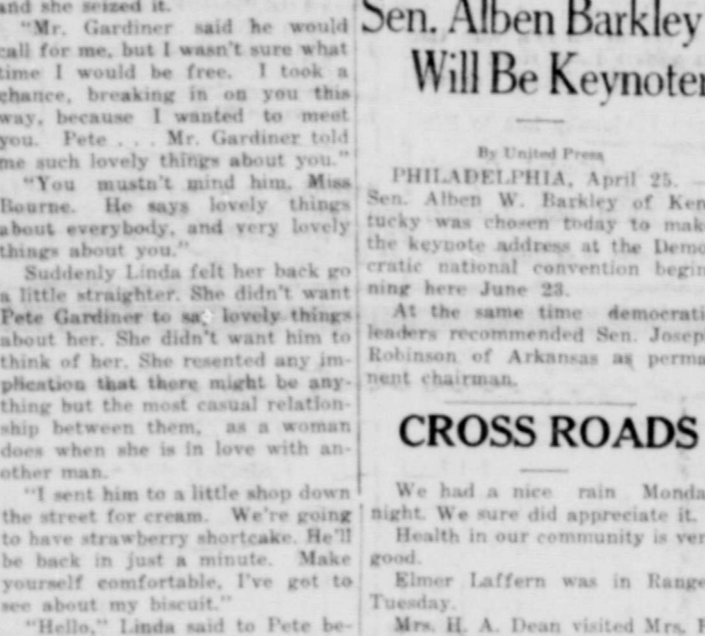 and she seized it.
"Mr. Gardiner said he would
call for me, but I wasn't sure what
time I would be free. I took a
chance, breaking in on you this
way, because I wanted to meet
you. Pete . . . Mr. Gardiner told
me such lovely things about you."
"You mustn't mind him, Miss
Bourne. He says lovely things
about everybody, and very lovely
things about you."
Suddenly Linda felt her back go
a little straighter. She didn't want
Pete Gardiner to say lovely things
about her. She didn't want him to
think of her. She resented any im-
plication that there might be any-
thing but the most casual relation-
ship between them, as a woman
does when she is in love with an-
other man.
"I sent him to a little shop down
the street for cream. We're going
to have strawberry shortcake. He'll
be back in just a minute. Make
yourself comfortable, I've got to
see about my biscuit."
"Hello," Linda said to Pete be-
Sen. Alben Barkley
Will Be Keynoter
By United Press
PHILADELPHIA, April 25. —
Sen. Alben W. Barkley of Ken
tucky was chosen today to mak
the keynote address at the Demo
cratic national convention begin
ning here June 23.
At the same time democrati
leaders recommended Sen. Josep
Robinson of Arkansas as perma
nent chairman.
CROSS ROADS
We had a nice rain Monda
night. We sure did appreciate it.
Health in our community is ver
good.
Elmer Laffern was in Range
Tuesday.
Mrs. H. A. Dean visited Mrs.